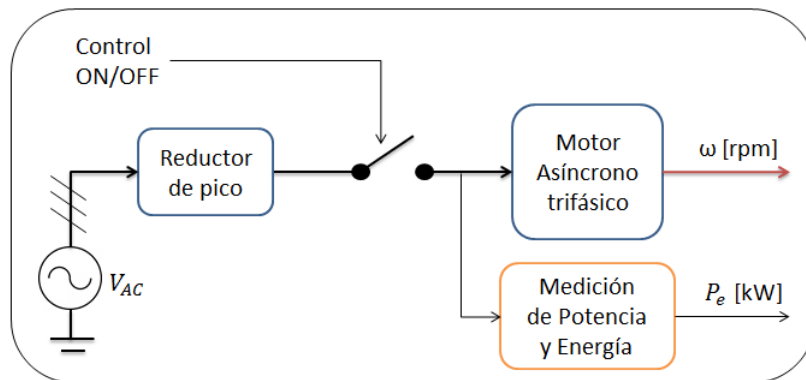 Control
ON/OFF
Reductor
de pico
Motor
Asíncrono
trifásico
ω [rpm]
V_AC
Medición
de Potencia
y Energía
P_e [kW]